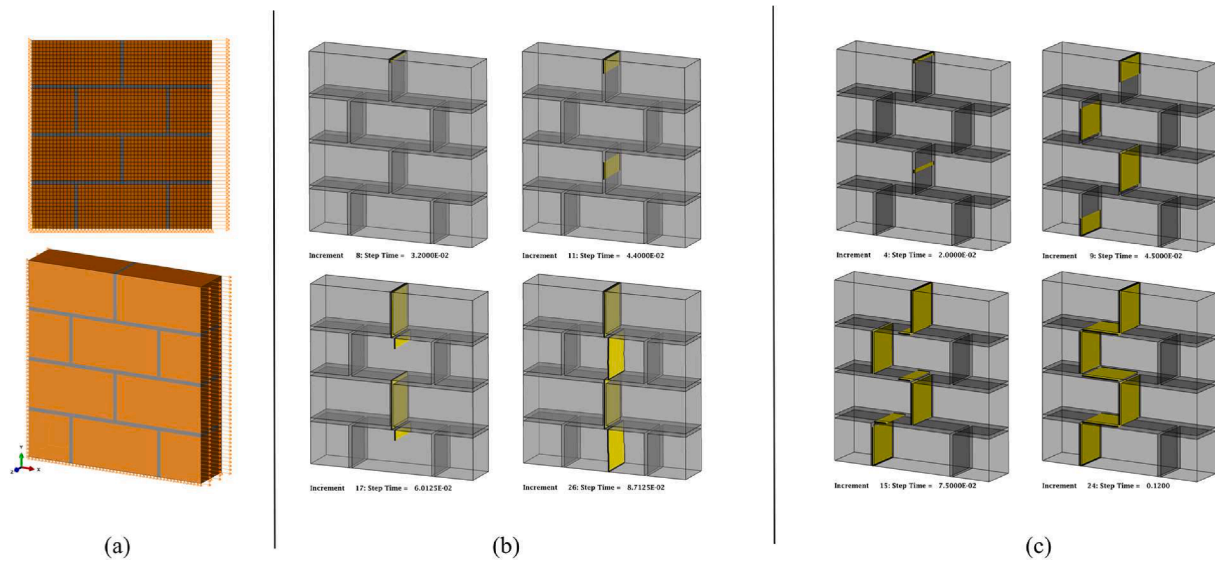 Increment 8: Step Time = 3.2000E-02
Increment 11: Step Time = 4.4000E-02
Increment 4: Step Time = 2.0000E-02
Increment 9: Step Time = 4.5000E-02
Y
Z
X
Increment 17: Step Time = 6.0125E-02
Increment 26: Step Time = 8.7125E-02
Increment 15: Step Time = 7.5000E-02
Increment 24: Step Time = 0.1200
(a)
(b)
(c)